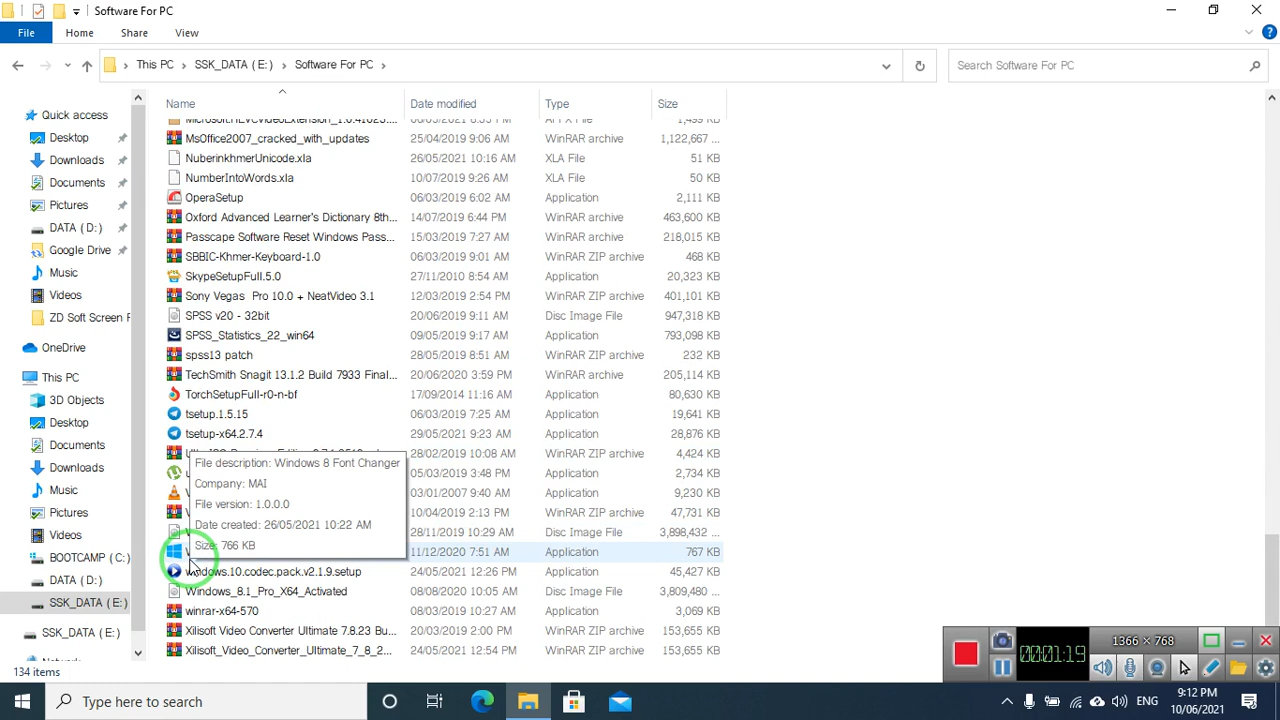 Software For PC
File Home Share View
This PC SSK_DATA ( E:) Software For PC
Search Software For PC
Name Date modified Type Size
Quick access
Desktop
Downloads
Documents
Pictures
DATA ( D:)
Google Drive
Music
Videos
ZD Soft Screen
OneDrive
This PC
3D Objects
Desktop
Documents
Downloads
Music
Pictures
Videos
BOOTCAMP (C:)
DATA ( D:)
SSK_DATA ( E:)
SSK_DATA ( E:)
MsOffice2007_cracked_with_updates 25/04/2019 9:06 AM WinRAR archive 1,122,667 ...
NuberinkhmerUnicode.xla 26/05/2021 10:16 AM XLA File 51 KB
NumberIntoWords.xla 10/07/2019 9:26 AM XLA File 50 KB
OperaSetup 06/03/2019 6:02 AM Application 2,111 KB
Oxford Advanced Learner's Dictionary 8th... 14/07/2019 6:44 PM WinRAR archive 463,600 KB
Passcape Software Reset Windows Pass... 15/03/2019 7:27 AM WinRAR archive 218,015 KB
SBBIC-Khmer-Keyboard-1.0 06/03/2019 9:01 AM WinRAR ZIP archive 468 KB
SkypeSetupFull.5.0 27/11/2010 8:54 AM Application 20,323 KB
Sony Vegas Pro 10.0 + NeatVideo 3.1 12/03/2019 2:54 PM WinRAR ZIP archive 401,101 KB
SPSS v20 - 32bit 20/06/2019 9:11 AM Disc Image File 947,318 KB
SPSS_Statistics_22_win64 09/05/2019 9:17 AM Application 793,098 KB
spss13 patch 28/05/2019 8:51 AM WinRAR ZIP archive 232 KB
TechSmith Snagit 13.1.2 Build 7933 Final... 20/06/2020 3:59 PM WinRAR archive 205,114 KB
TorchSetupFull-r0-n-bf 17/09/2014 11:16 AM Application 80,630 KB
tsetup.1.5.15 06/03/2019 7:25 AM Application 19,641 KB
tsetup-x64.2.7.4 29/05/2021 9:23 AM Application 28,876 KB
28/02/2019 10:08 AM WinRAR ZIP archive 4,424 KB
05/03/2019 3:48 PM Application 2,734 KB
03/01/2007 9:40 AM Application 9,230 KB
10/04/2019 2:13 PM WinRAR ZIP archive 47,731 KB
28/11/2019 10:29 AM Disc Image File 3,898,432 ...
11/12/2020 7:51 AM Application 767 KB
windows.10.codec.pack.v2.1.9.setup 24/05/2021 12:26 PM Application 45,427 KB
Windows_8.1_Pro_X64_Activated 08/08/2020 10:05 AM Disc Image File 3,809,480 ...
winrar-x64-570 08/03/2019 10:27 AM Application 3,069 KB
Xilisoft Video Converter Ultimate 7.8.23 Bu... 20/03/2019 2:00 PM WinRAR ZIP archive 153,655 KB
Xilisoft_Video_Converter_Ultimate_7_8_2... 24/05/2021 12:54 PM WinRAR ZIP archive 153,655 KB
File description: Windows 8 Font Changer
Company: MAI
File version: 1.0.0.0
Date created: 26/05/2021 10:22 AM
Size: 766 KB
134 items
1366 × 768
00:01:19
Type here to search
ENG
9:12 PM
10/06/2021